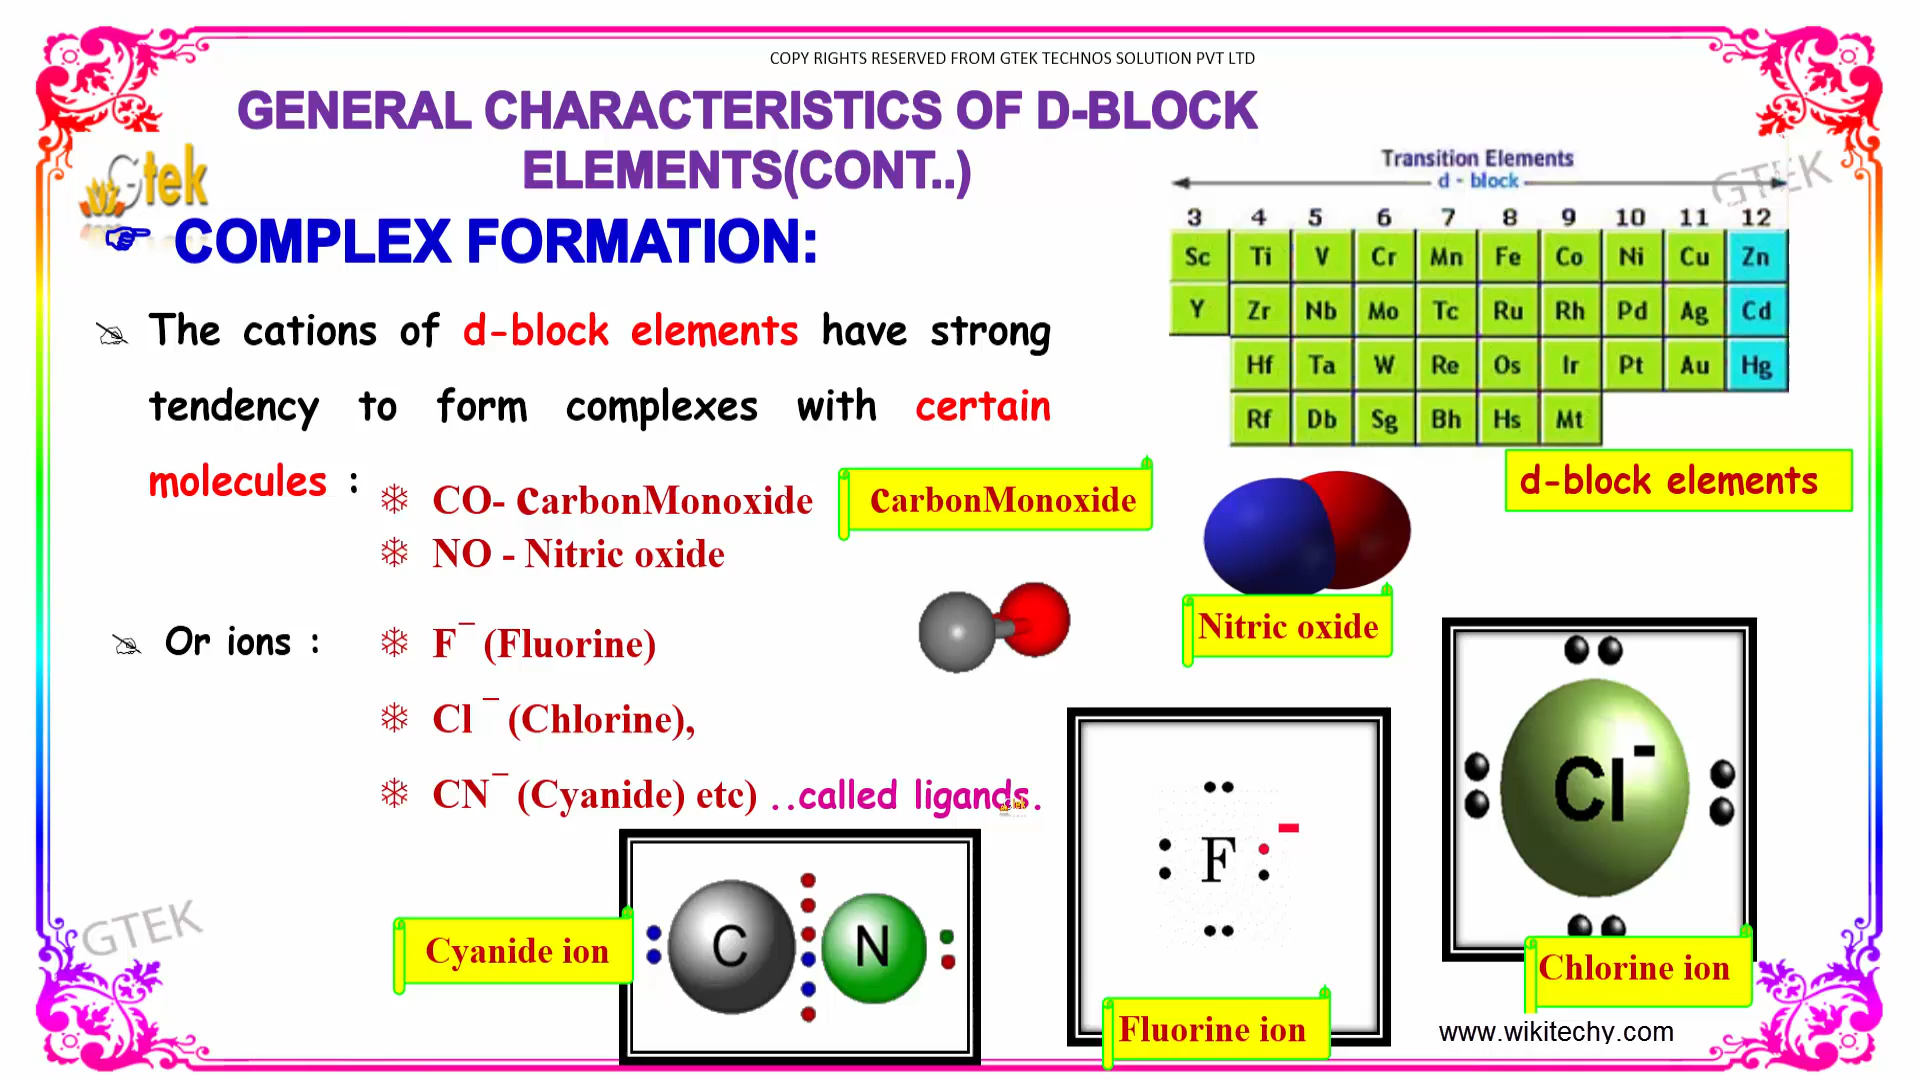 COPY RIGHTS RESERVED FROM GTEK TECHNOS SOLUTION PVT LTD
GENERAL CHARACTERISTICS OF D-BLOCK
ELEMENTS(CONT..)
Gtek
COMPLEX FORMATION:
The cations of d-block elements have strong
tendency to form complexes with certain
molecules :
CO- carbonMonoxide
NO - Nitric oxide
Or ions :
F¯ (Fluorine)
Cl ¯ (Chlorine),
CN¯ (Cyanide) etc) ..called ligands.
Transition Elements
d - block
GTEK
3 4 5 6 7 8 9 10 11 12
Sc Ti V Cr Mn Fe Co Ni Cu Zn
Y Zr Nb Mo Tc Ru Rh Pd Ag Cd
Hf Ta W Re Os Ir Pt Au Hg
Rf Db Sg Bh Hs Mt
d-block elements
carbonMonoxide
Nitric oxide
Cl -
Chlorine ion
F -
Fluorine ion
C N
Cyanide ion
GTEK
www.wikitechy.com